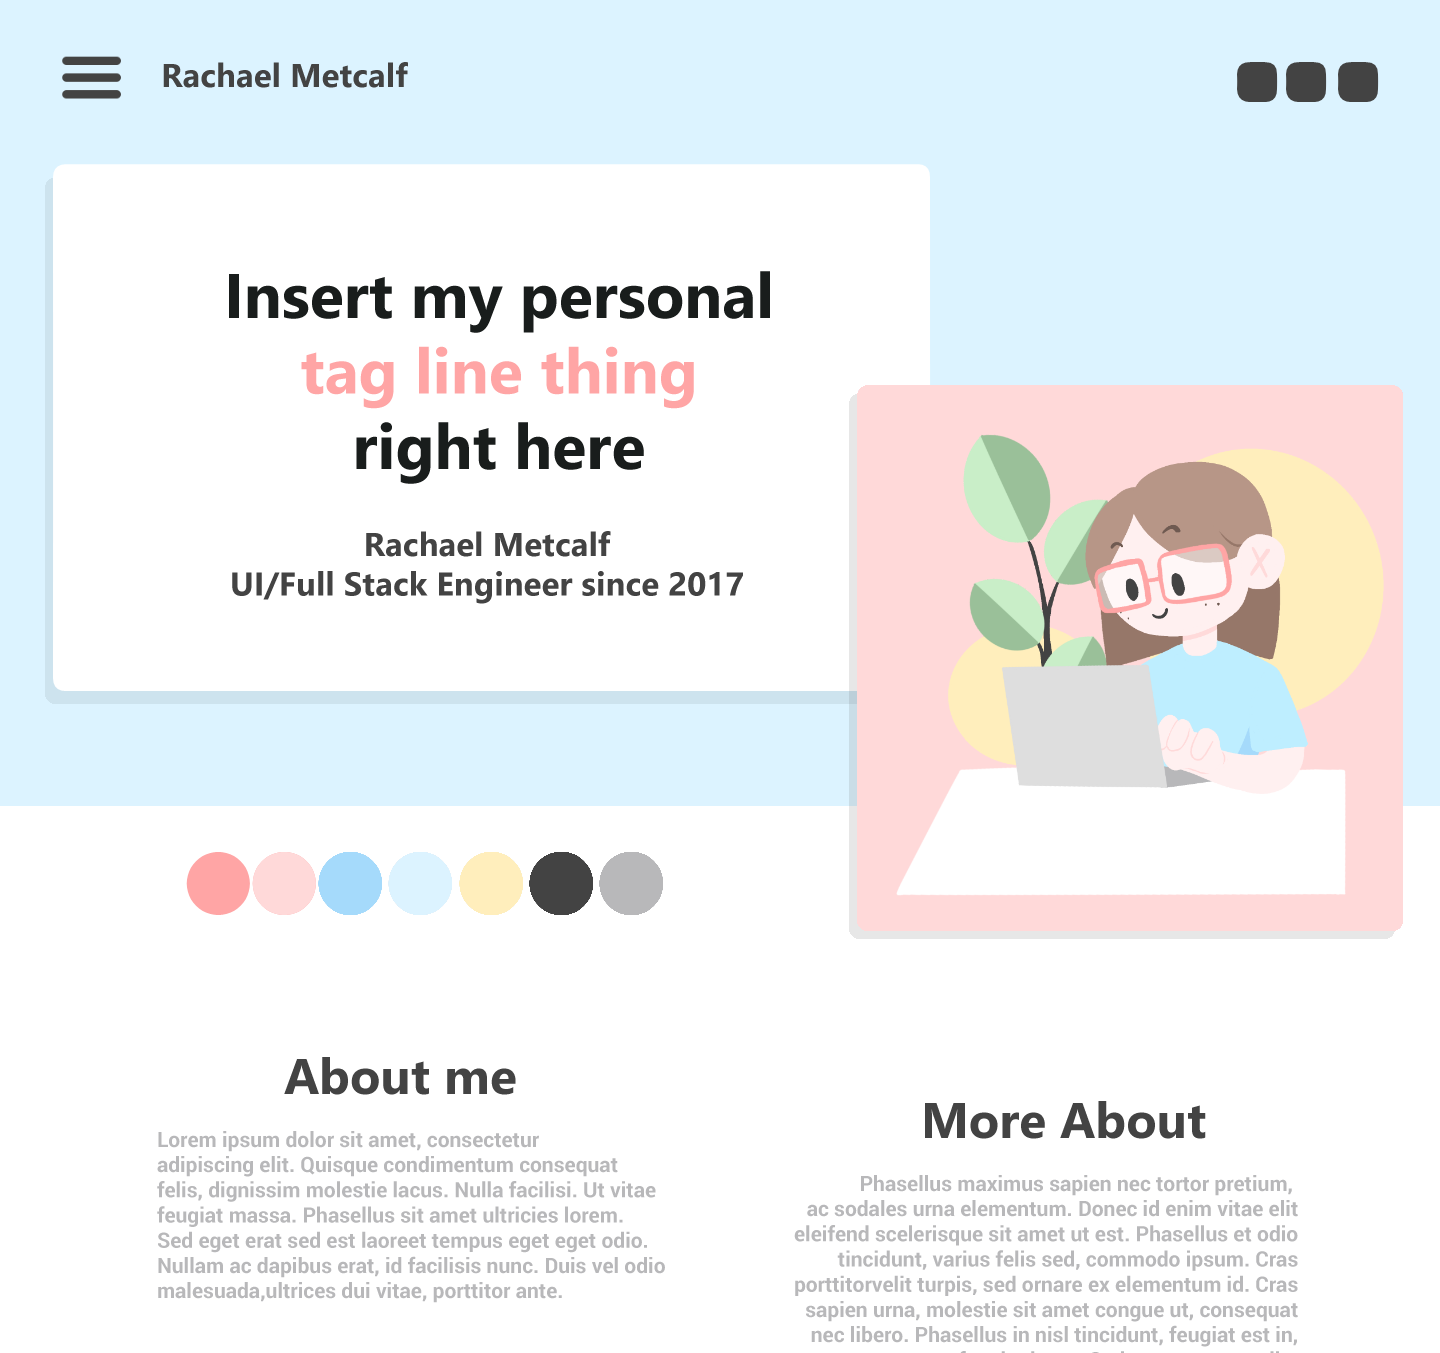 Rachael Metcalf
Insert my personal
tag line thing
right here
Rachael Metcalf
UI/Full Stack Engineer since 2017
About me
Lorem ipsum dolor sit amet, consectetur
adipiscing elit. Quisque condimentum consequat
felis, dignissim molestie lacus. Nulla facilisi. Ut vitae
feugiat massa. Phasellus sit amet ultricies lorem.
Sed eget erat sed est laoreet tempus eget eget odio.
Nullam ac dapibus erat, id facilisis nunc. Duis vel odio
malesuada,ultrices dui vitae, porttitor ante.
More About
Phasellus maximus sapien nec tortor pretium,
ac sodales urna elementum. Donec id enim vitae elit
eleifend scelerisque sit amet ut est. Phasellus et odio
tincidunt, varius felis sed, commodo ipsum. Cras
porttitorvelit turpis, sed ornare ex elementum id. Cras
sapien urna, molestie sit amet congue ut, consequat
nec libero. Phasellus in nisl tincidunt, feugiat est in,